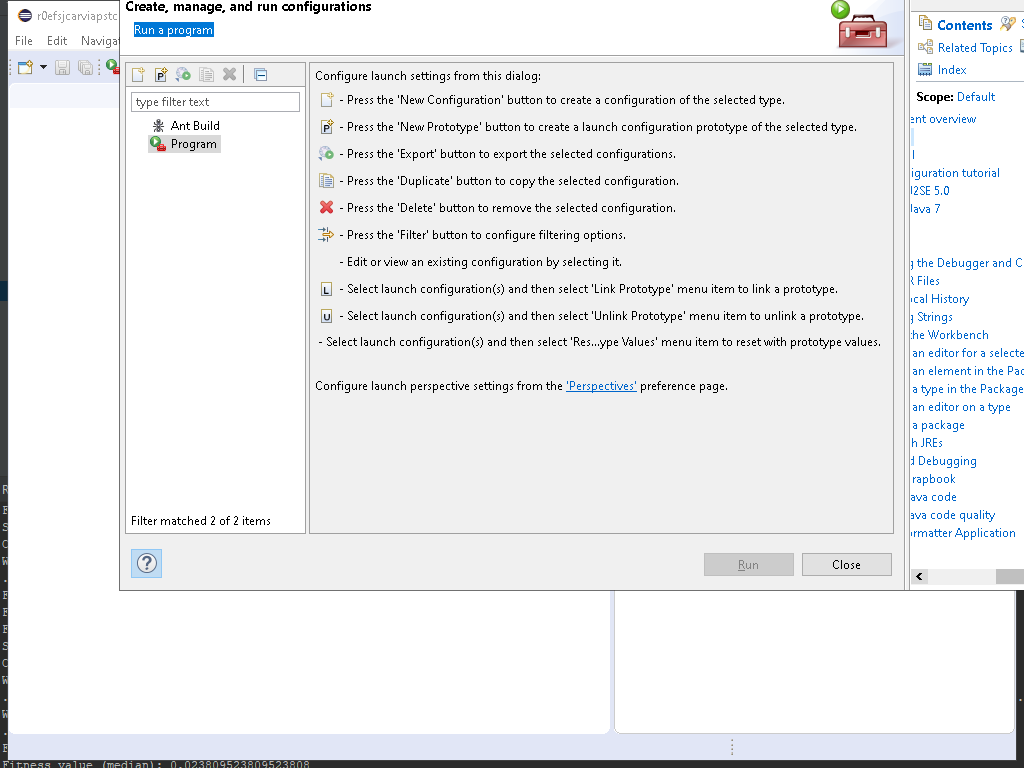 Create, manage, and run configurations
Run a program
r0efsjcarviapstc
File Edit Naviga
type filter text
Ant Build
Program
Filter matched 2 of 2 items
Configure launch settings from this dialog:
- Press the 'New Configuration' button to create a configuration of the selected type.
- Press the 'New Prototype' button to create a launch configuration prototype of the selected type.
- Press the 'Export' button to export the selected configurations.
- Press the 'Duplicate' button to copy the selected configuration.
- Press the 'Delete' button to remove the selected configuration.
- Press the 'Filter' button to configure filtering options.
- Edit or view an existing configuration by selecting it.
L - Select launch configuration(s) and then select 'Link Prototype' menu item to link a prototype.
U - Select launch configuration(s) and then select 'Unlink Prototype' menu item to unlink a prototype.
- Select launch configuration(s) and then select 'Res...ype Values' menu item to reset with prototype values.
Configure launch perspective settings from the 'Perspectives' preference page.
Run
Close
Contents
Related Topics
Index
Scope: Default
ent overview
iguration tutorial
J2SE 5.0
Java 7
g the Debugger and C
R Files
ocal History
g Strings
the Workbench
an editor for a selecte
an element in the Pac
a type in the Package
an editor on a type
a package
h JREs
d Debugging
rapbook
ava code
ava code quality
ormatter Application
Fitness value (median): 0.023809523809523808